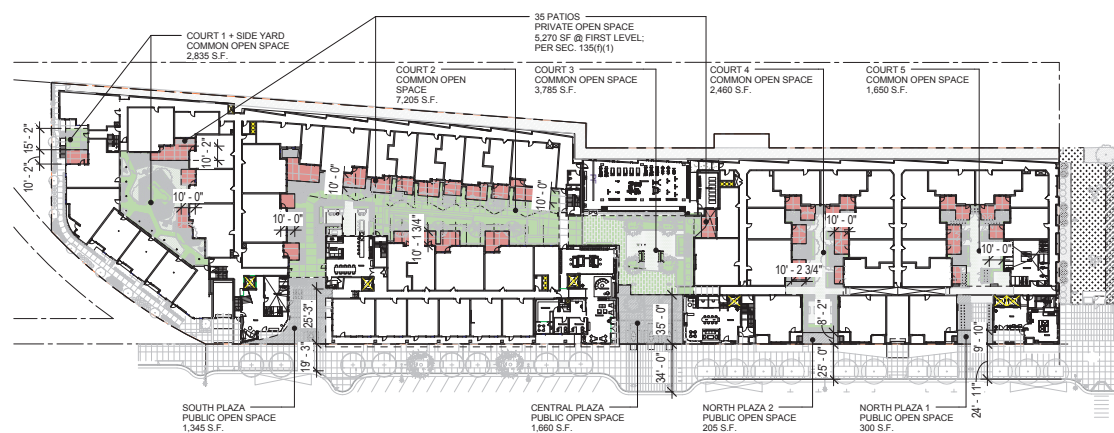 35 PATIOS
PRIVATE OPEN SPACE
5,270 SF @ FIRST LEVEL;
PER SEC. 135(f)(1)
COURT 1 + SIDE YARD
COMMON OPEN SPACE
2,835 S.F.
COURT 2
COMMON OPEN
SPACE
7,205 S.F.
COURT 3
COMMON OPEN SPACE
3,785 S.F.
COURT 4
COMMON OPEN SPACE
2,460 S.F.
COURT 5
COMMON OPEN SPACE
1,650 S.F.
15' - 2"
10' - 2"
10' - 2"
10' - 0"
10' - 0"
10' - 0"
10' - 1 3/4"
10' - 0"
10' - 0"
10' - 2 3/4"
10' - 0"
25'-3"
19' - 3"
35' - 0"
34' - 0"
8' - 2"
25' - 0"
9' - 10"
24' - 11"
SOUTH PLAZA
PUBLIC OPEN SPACE
1,345 S.F.
CENTRAL PLAZA
PUBLIC OPEN SPACE
1,660 S.F.
NORTH PLAZA 2
PUBLIC OPEN SPACE
205 S.F.
NORTH PLAZA 1
PUBLIC OPEN SPACE
300 S.F.